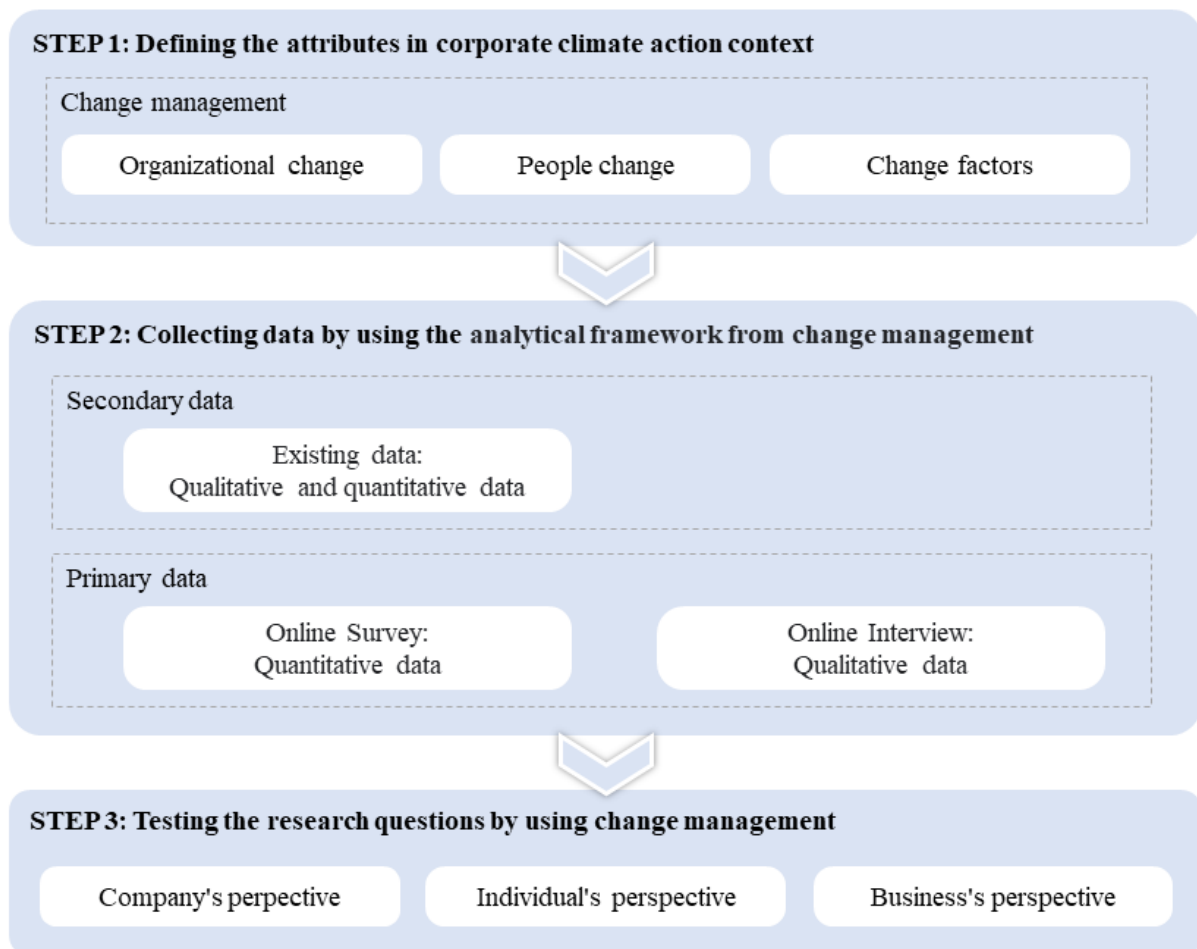 STEP 1: Defining the attributes in corporate climate action context
Change management
Organizational change
People change
Change factors
STEP 2: Collecting data by using the analytical framework from change management
Secondary data
Existing data:
Qualitative and quantitative data
Primary data
Online Survey:
Quantitative data
Online Interview:
Qualitative data
STEP 3: Testing the research questions by using change management
Company's perpective
Individual's perspective
Business's perspective